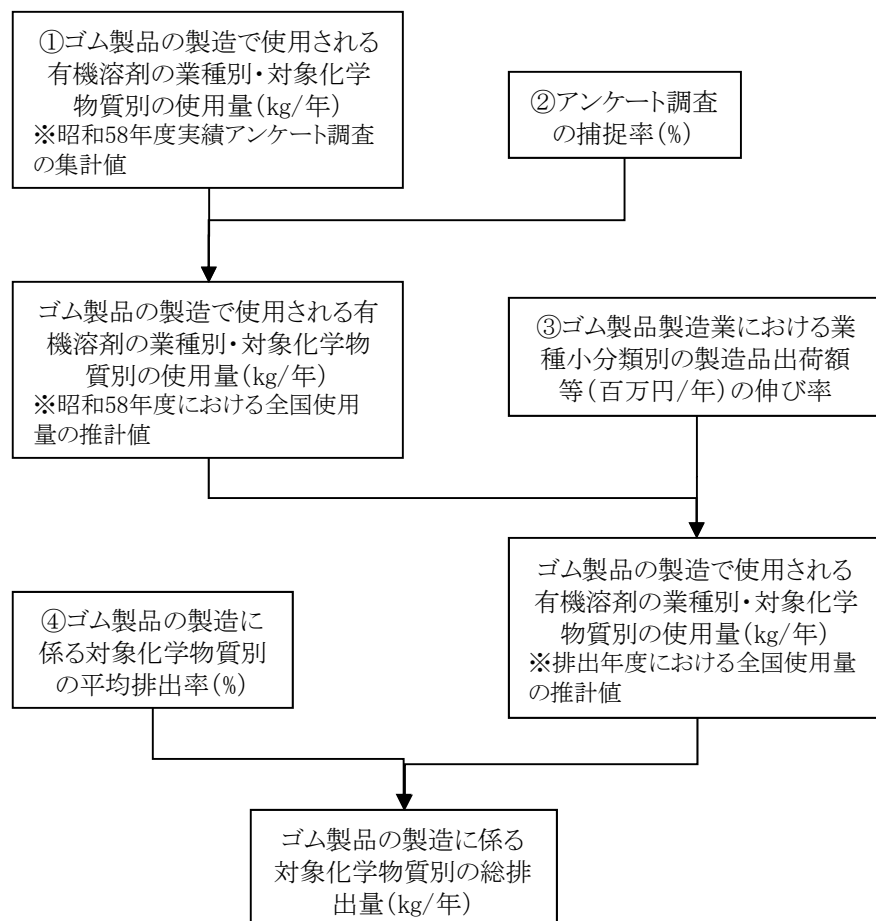 ①ゴム製品の製造で使用される
有機溶剤の業種別・対象化学
物質別の使用量(kg/年)
※昭和58年度実績アンケート調査
の集計値
②アンケート調査
の捕捉率(%)
ゴム製品の製造で使用される有
機溶剤の業種別・対象化学物
質別の使用量(kg/年)
※昭和58年度における全国使用
量の推計値
③ゴム製品製造業における業
種小分類別の製造品出荷額
等(百万円/年)の伸び率
ゴム製品の製造で使用される
有機溶剤の業種別・対象化学
物質別の使用量(kg/年)
※排出年度における全国使用量
の推計値
④ゴム製品の製造に
係る対象化学物質別
の平均排出率(%)
ゴム製品の製造に係る
対象化学物質別の総排
出量(kg/年)